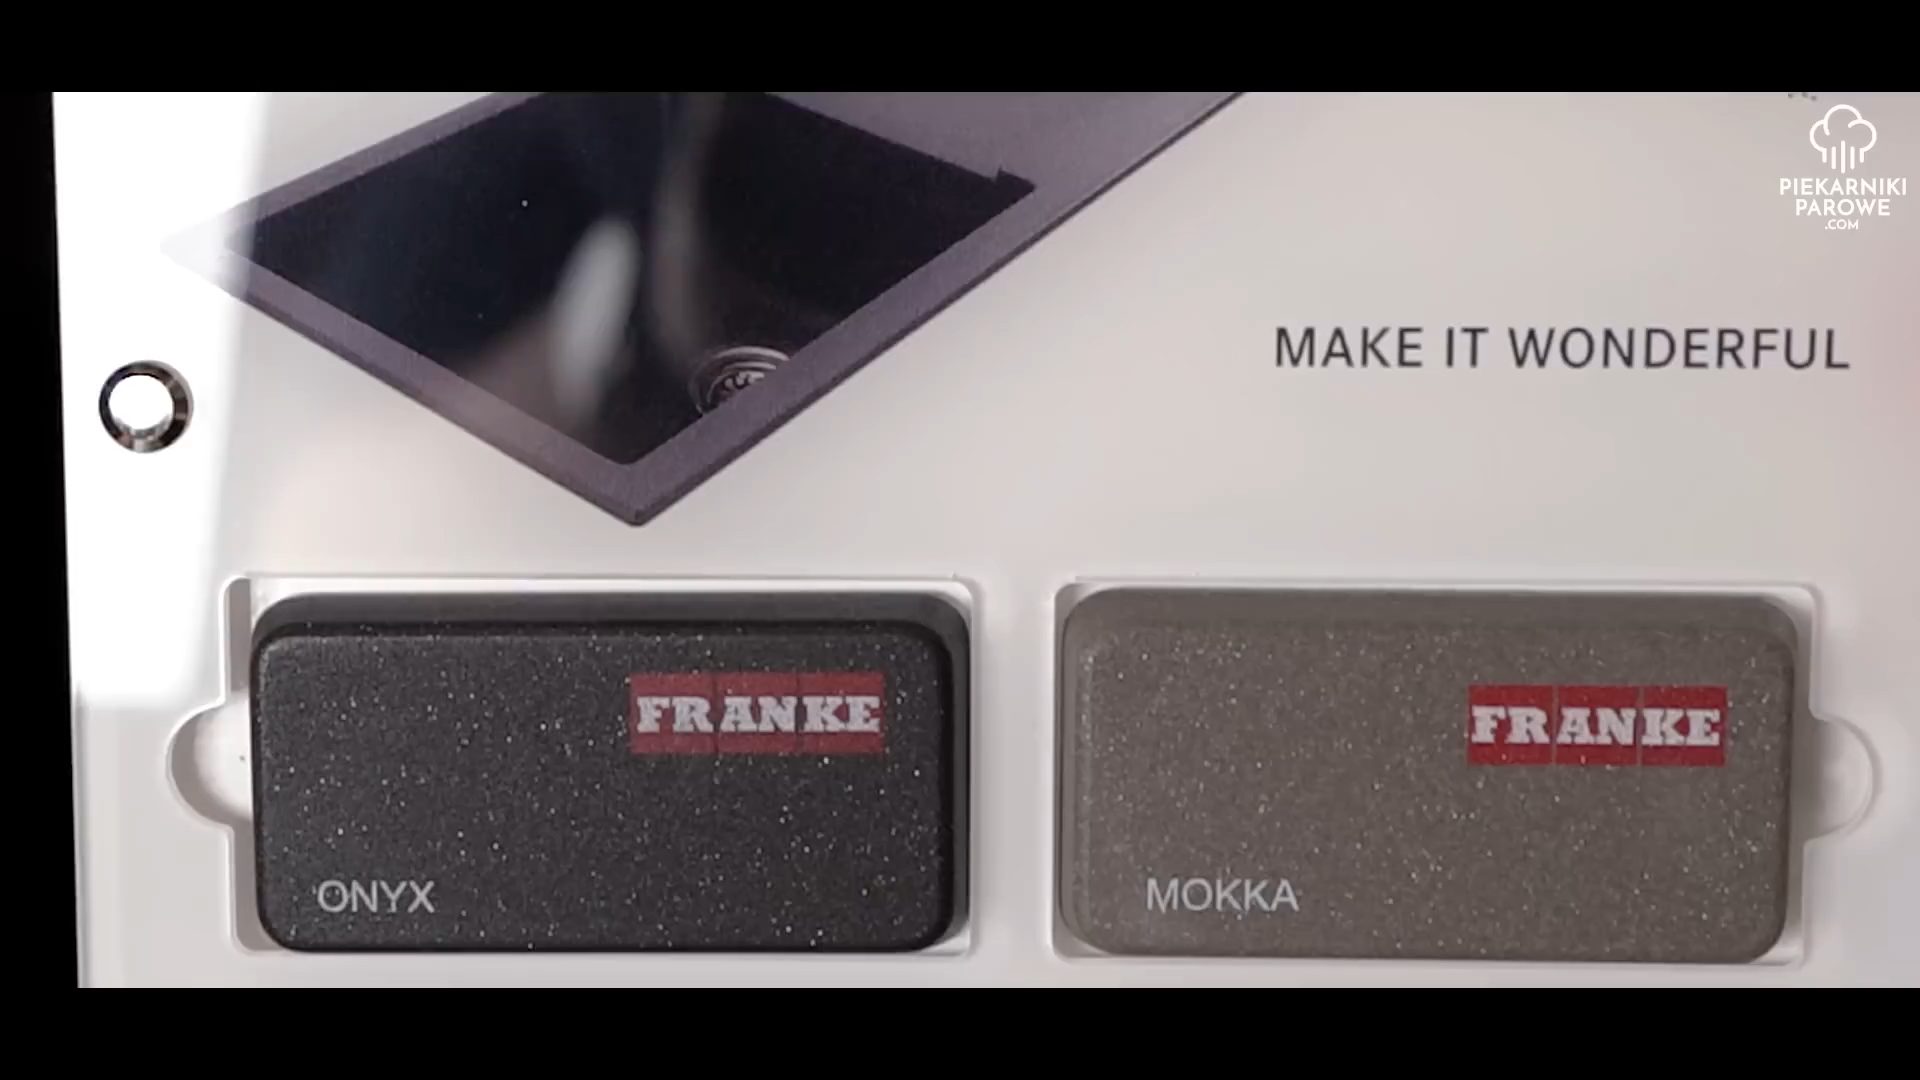 PIEKARNIKI
PAROWE
.COM
MAKE IT WONDERFUL
FRANKE
ONYX
FRANKE
MOKKA